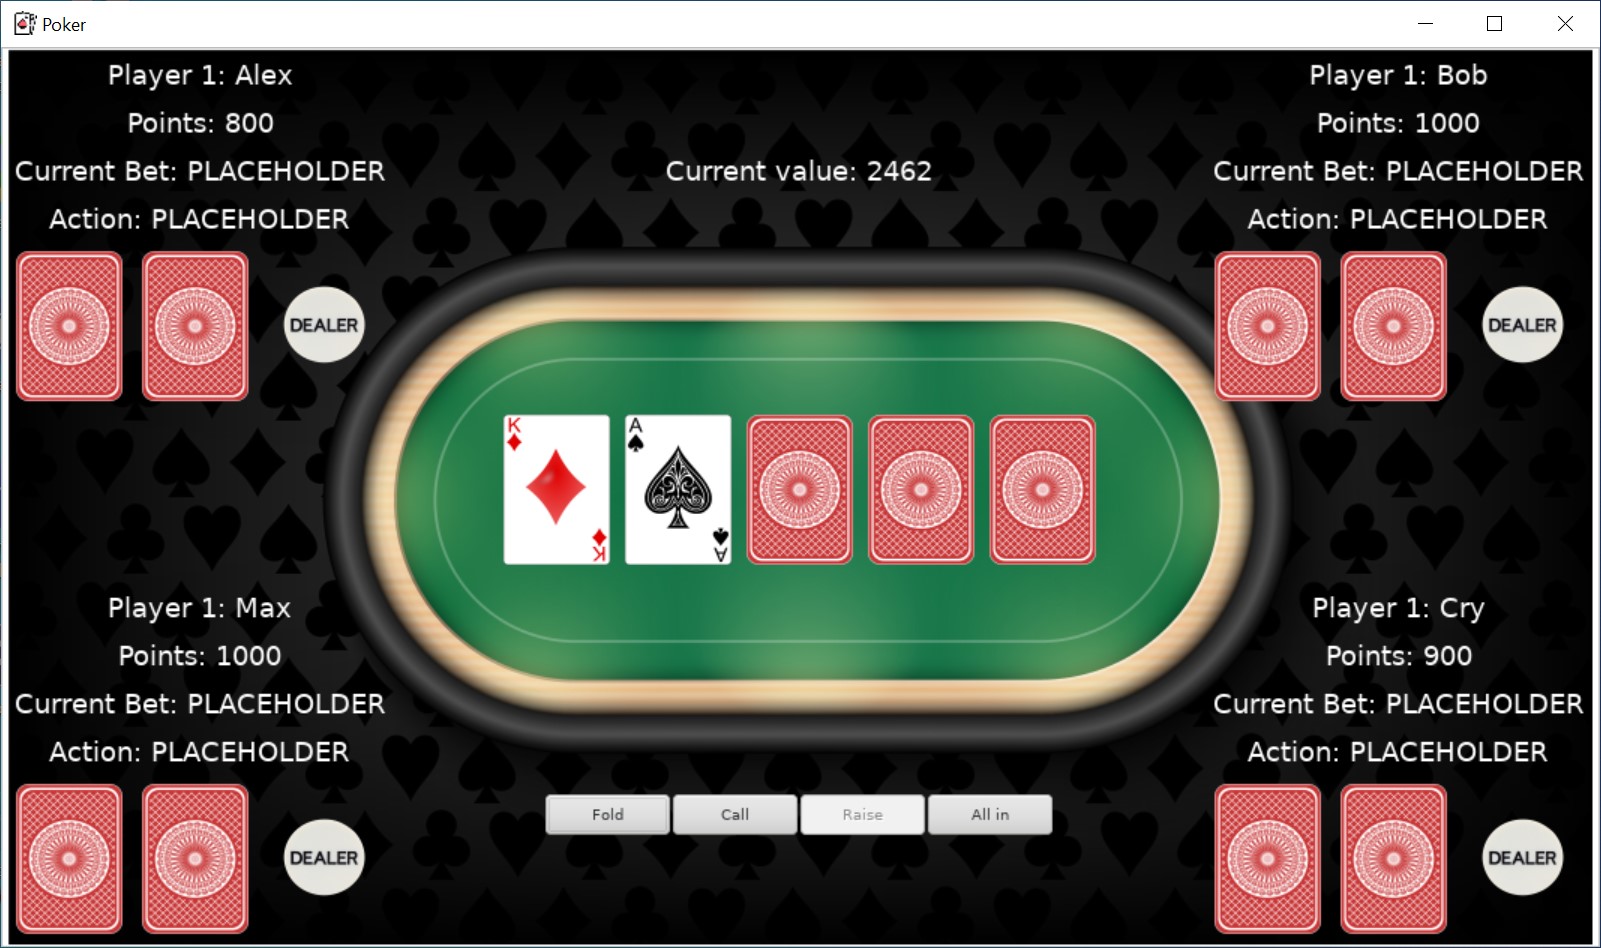 Poker
Player 1: Alex
Points: 800
Current Bet: PLACEHOLDER
Action: PLACEHOLDER
DEALER
Current value: 2462
Player 1: Bob
Points: 1000
Current Bet: PLACEHOLDER
Action: PLACEHOLDER
DEALER
K
K
A
A
Player 1: Max
Points: 1000
Current Bet: PLACEHOLDER
Action: PLACEHOLDER
DEALER
Fold Call Raise All in
Player 1: Cry
Points: 900
Current Bet: PLACEHOLDER
Action: PLACEHOLDER
DEALER